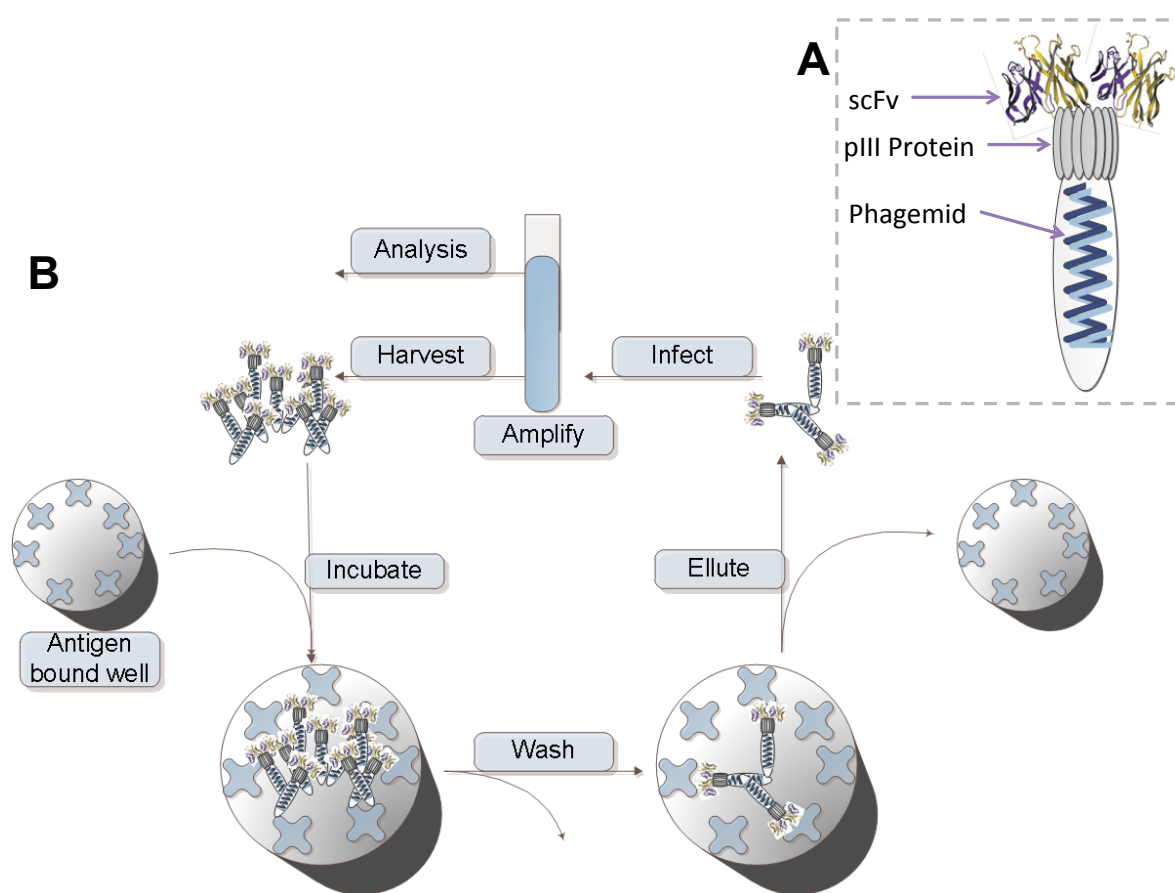 A
scFv
pIII Protein
Phagemid
B
Analysis
Harvest
Infect
Amplify
Incubate
Ellute
Antigen
bound well
Wash